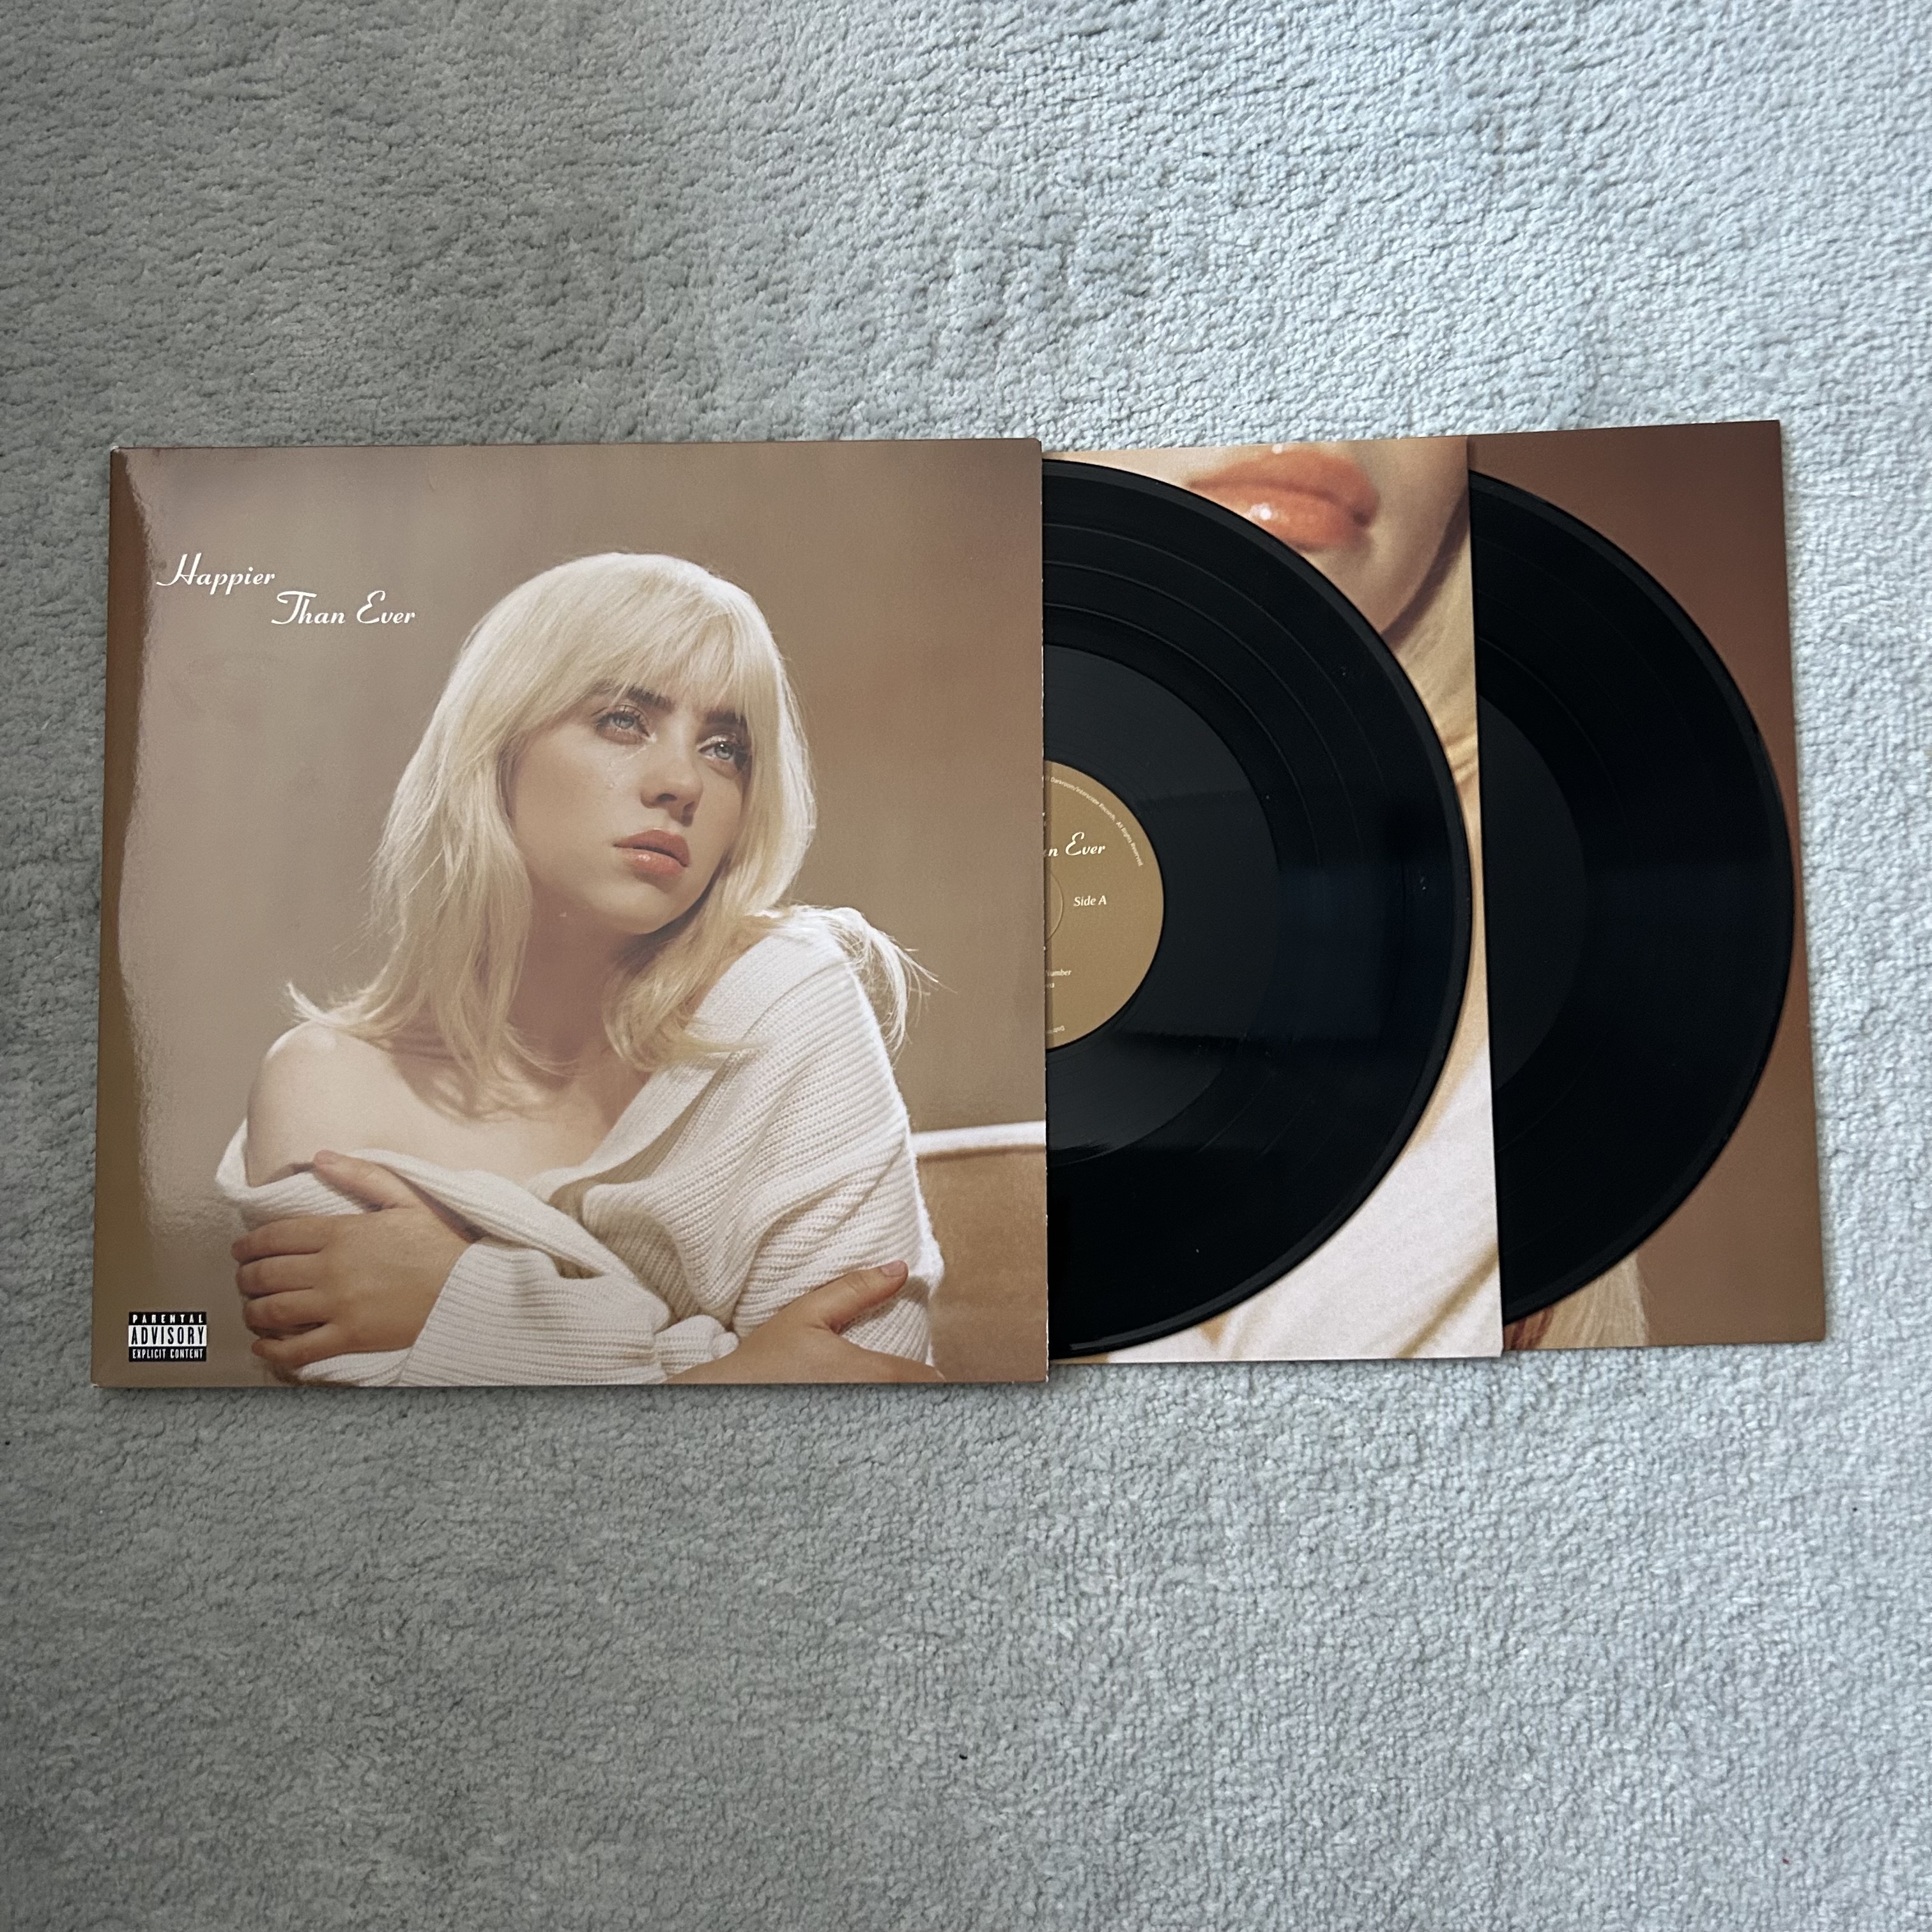 Happier
Than Ever
PARENTAL
ADVISORY
EXPLICIT CONTENT
Ever
Side A